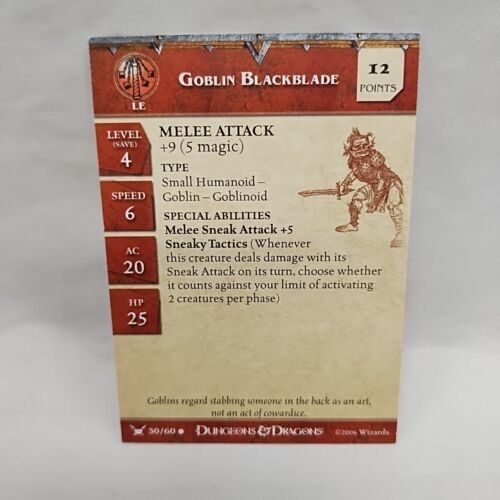 GOBLIN BLACKBLADE
12
POINTS
LE
LEVEL
(SAVE)
4
SPEED
6
AC
20
HP
25
MELEE ATTACK
+9 (5 magic)
TYPE
Small Humanoid –
Goblin – Goblinoid
SPECIAL ABILITIES
Melee Sneak Attack +5
Sneaky Tactics (Whenever
this creature deals damage with its
Sneak Attack on its turn, choose whether
it counts against your limit of activating
2 creatures per phase)
Goblins regard stabbing someone in the back as an art,
not an act of cowardice.
30/60 ● DUNGEONS & DRAGONS ©2006 Wizards